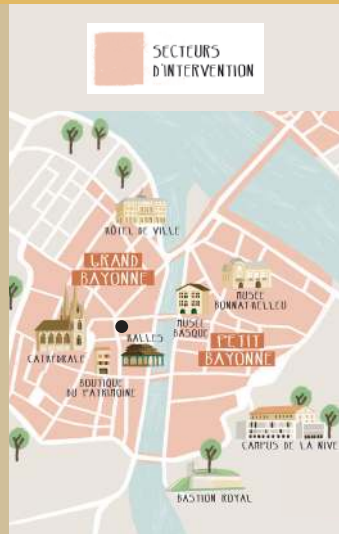 SECTEURS
D'INTERVENTION
HÔTEL DE VILLE
GRAND
BAYONNE
MUSÉE
BONNAT-HELLEU
MUSÉE
BASQUE
PETIT
BAYONNE
HALLES
CATHÉDRALE
BOUTIQUE
DU PATRIMOINE
CAMPUS DE LA NIVE
BASTION ROYAL